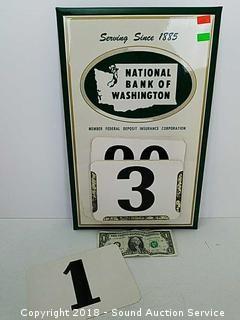 Serving Since 1885
NATIONAL
BANK OF
WASHINGTON
MEMBER FEDERAL DEPOSIT INSURANCE CORPORATION
3
1
Copyright 2018 - Sound Auction Service